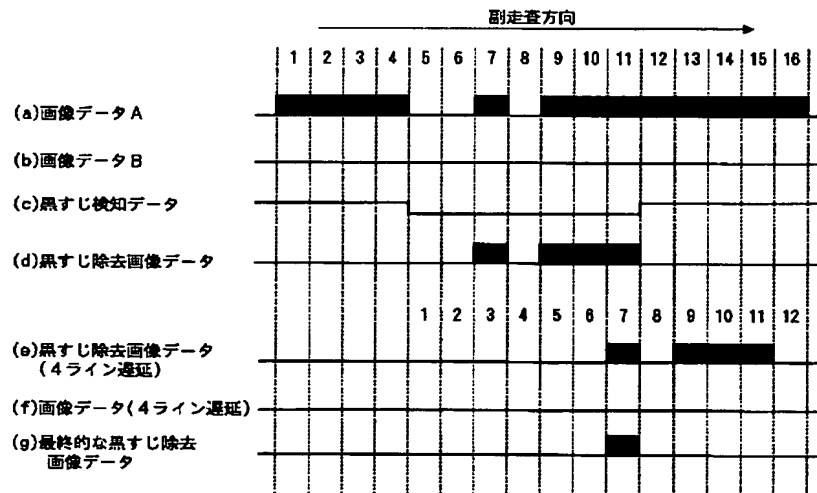 副走査方向
1 2 3 4 5 6 7 8 9 10 11 12 13 14 15 16
(a)画像データA
(b)画像データB
(c)黒すじ検知データ
(d)黒すじ除去画像データ
1 2 3 4 5 6 7 8 9 10 11 12
(e)黒すじ除去画像データ
(4ライン遅延)
(f)画像データ(4ライン遅延)
(g)最終的な黒すじ除去
画像データ